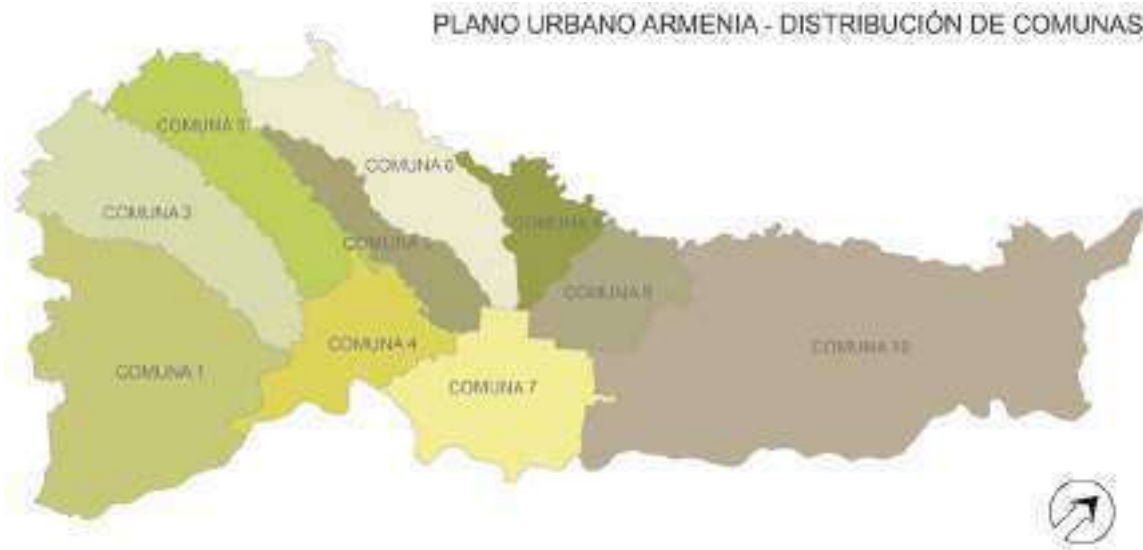 PLANO URBANO ARMENIA - DISTRIBUCIÓN DE COMUNAS
COMUNA
COMUNA 6
COMUNA 3
COMUNA
COMUNA
COMUNA
COMUNA 4
COMUNA 10
COMUNA 1
COMUNA 7